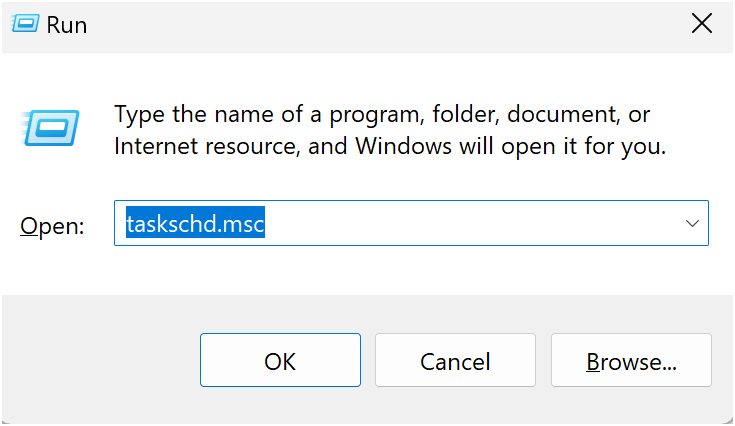 Run
Type the name of a program, folder, document, or
Internet resource, and Windows will open it for you.
Open: taskschd.msc
OK Cancel Browse...